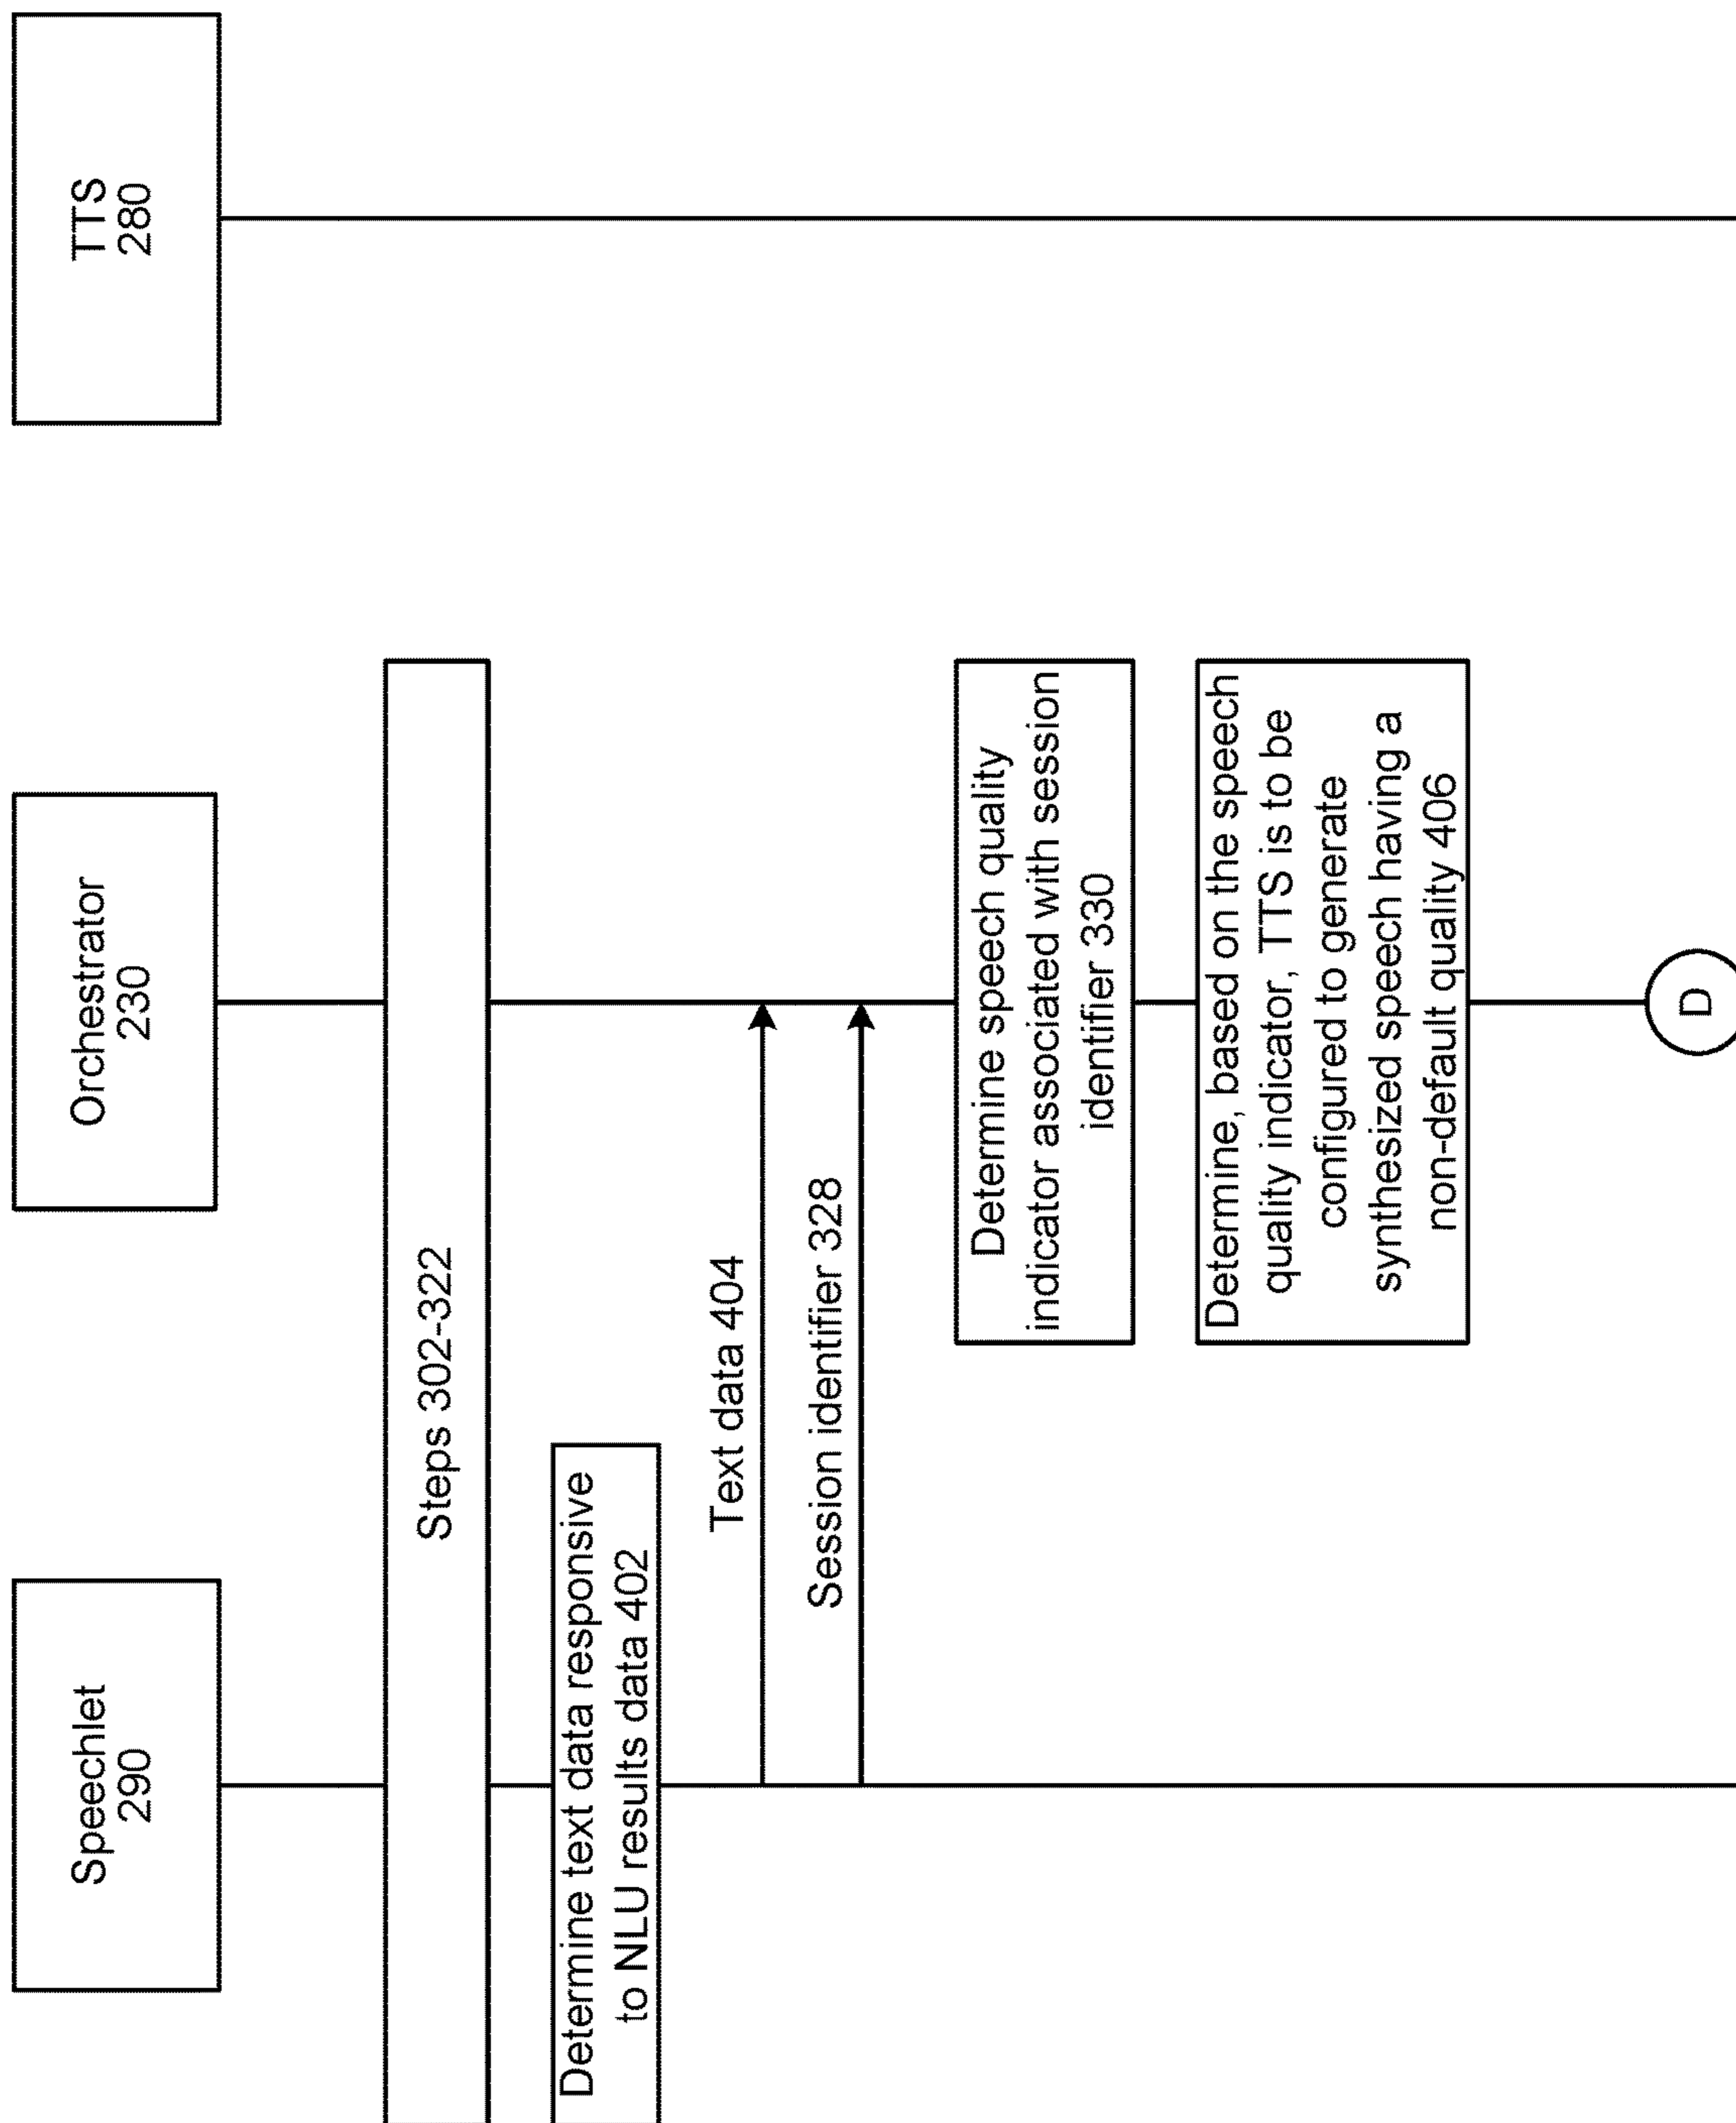 Speechlet
290
Orchestrator
230
TTS
280
Steps 302-322
Determine text data responsive
to NLU results data 402
Text data 404
Session identifier 328
Determine speech quality
indicator associated with session
identifier 330
Determine, based on the speech
quality indicator, TTS is to be
configured to generate
synthesized speech having a
non-default quality 406
D